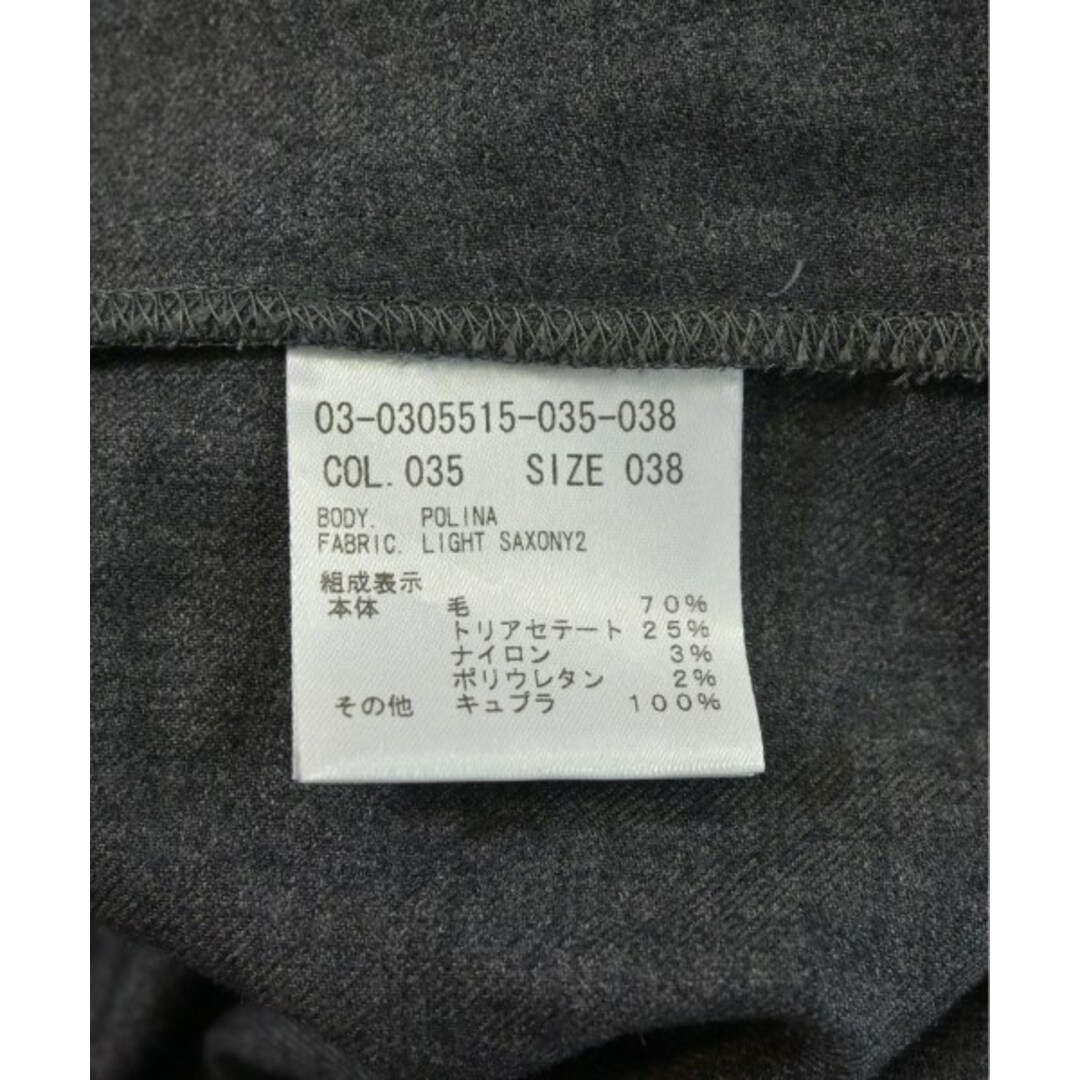 03-0305515-035-038
COL.035 SIZE 038
BODY. POLINA
FABRIC. LIGHT SAXONY2
組成表示
本体 毛 70%
トリアセテート 25%
ナイロン 3%
ポリウレタン 2%
その他 キュプラ 100%